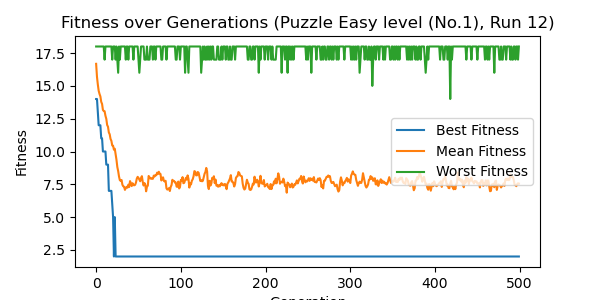 Fitness over Generations (Puzzle Easy level (No.1), Run 12)
17.5
15.0
12.5
10.0
7.5
5.0
2.5
Fitness
Best Fitness
Mean Fitness
Worst Fitness
0 100 200 300 400 500
Generation